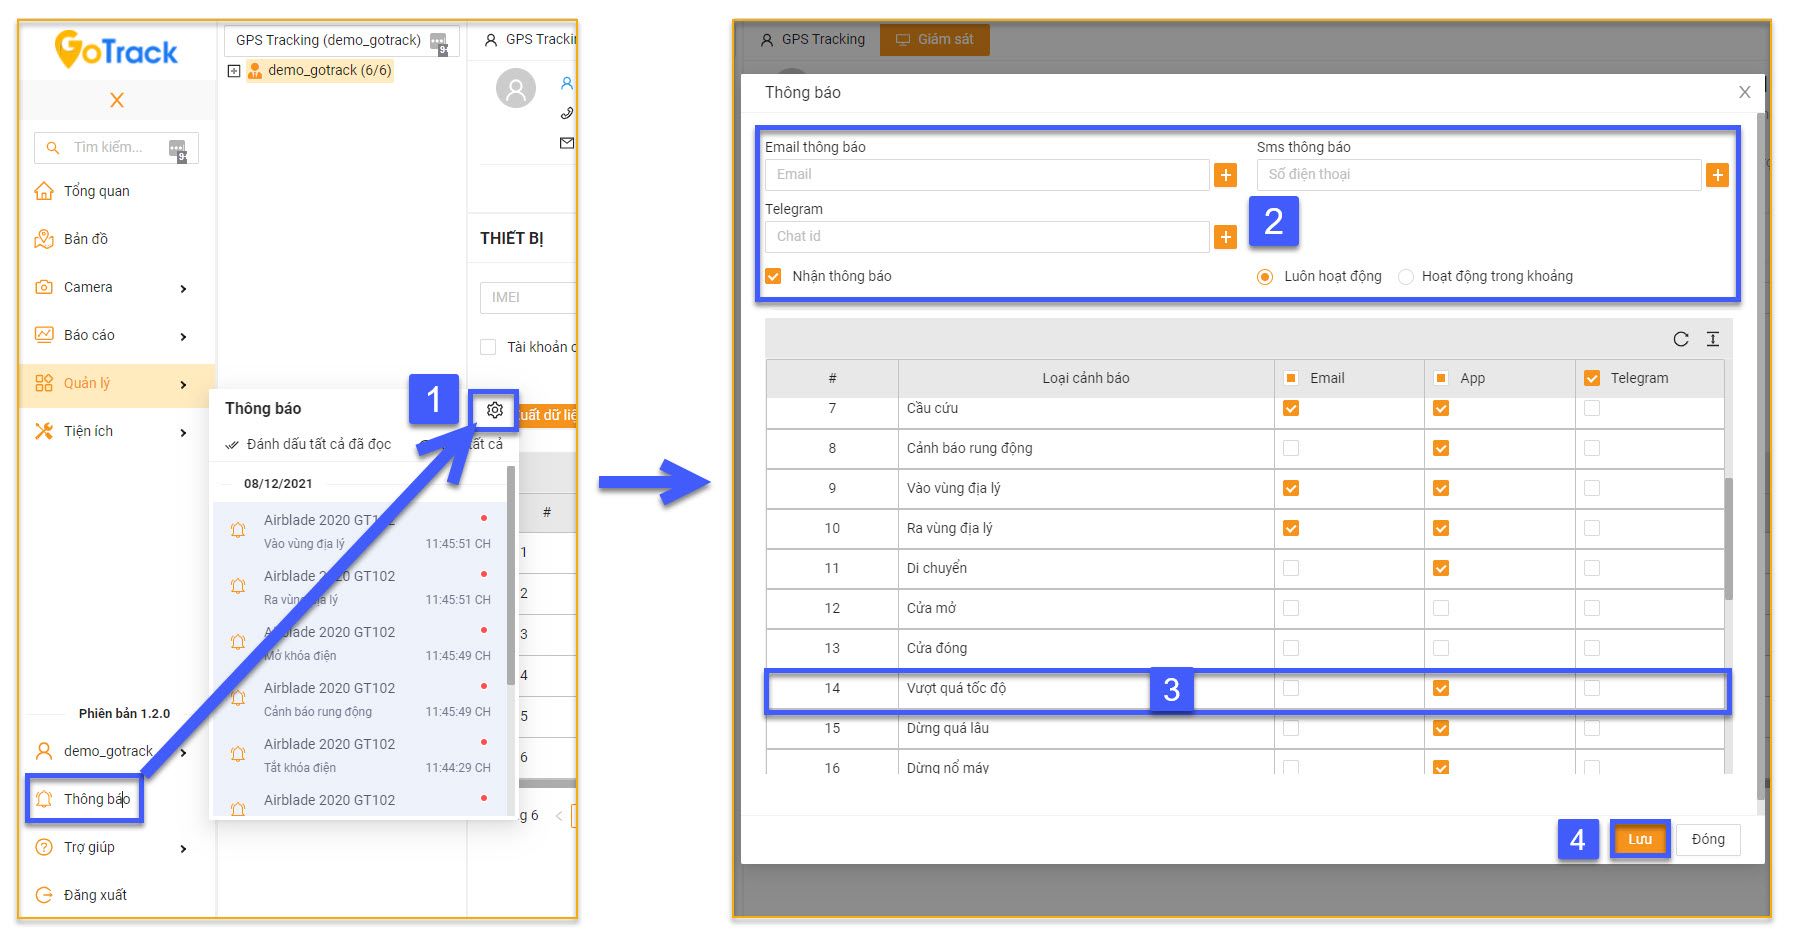 GoTrack
X
Tìm kiếm...
Tổng quan
Bản đồ
Camera
Báo cáo
Quản lý
Tiện ích
Phiên bản 1.2.0
demo_gotrack
Thông báo
Trợ giúp
Đăng xuất
GPS Tracking (demo_gotrack)
demo_gotrack (6/6)
THIẾT BỊ
IMEI
Tài khoản
#
1
2
3
4
5
6
Thông báo
1
Đánh dấu tất cả đã đọc
tất cả
08/12/2021
Airblade 2020 GT102
Vào vùng địa lý 11:45:51 CH
Airblade 2020 GT102
Ra vùng địa lý 11:45:51 CH
Airblade 2020 GT102
Mở khóa điện 11:45:49 CH
Airblade 2020 GT102
Cảnh báo rung động 11:45:49 CH
Airblade 2020 GT102
Tắt khóa điện 11:44:29 CH
Airblade 2020 GT102
GPS Tracking Giám sát
Thông báo X
Email thông báo Sms thông báo
Email + Số điện thoại +
Telegram
Chat id +
2
Nhận thông báo Luôn hoạt động Hoạt động trong khoảng
# Loại cảnh báo Email App Telegram
7 Cầu cứu
8 Cảnh báo rung động
9 Vào vùng địa lý
10 Ra vùng địa lý
11 Di chuyển
12 Cửa mở
13 Cửa đóng
14 Vượt quá tốc độ 3
15 Dừng quá lâu
16 Dừng nổ máy
4 Lưu Đóng